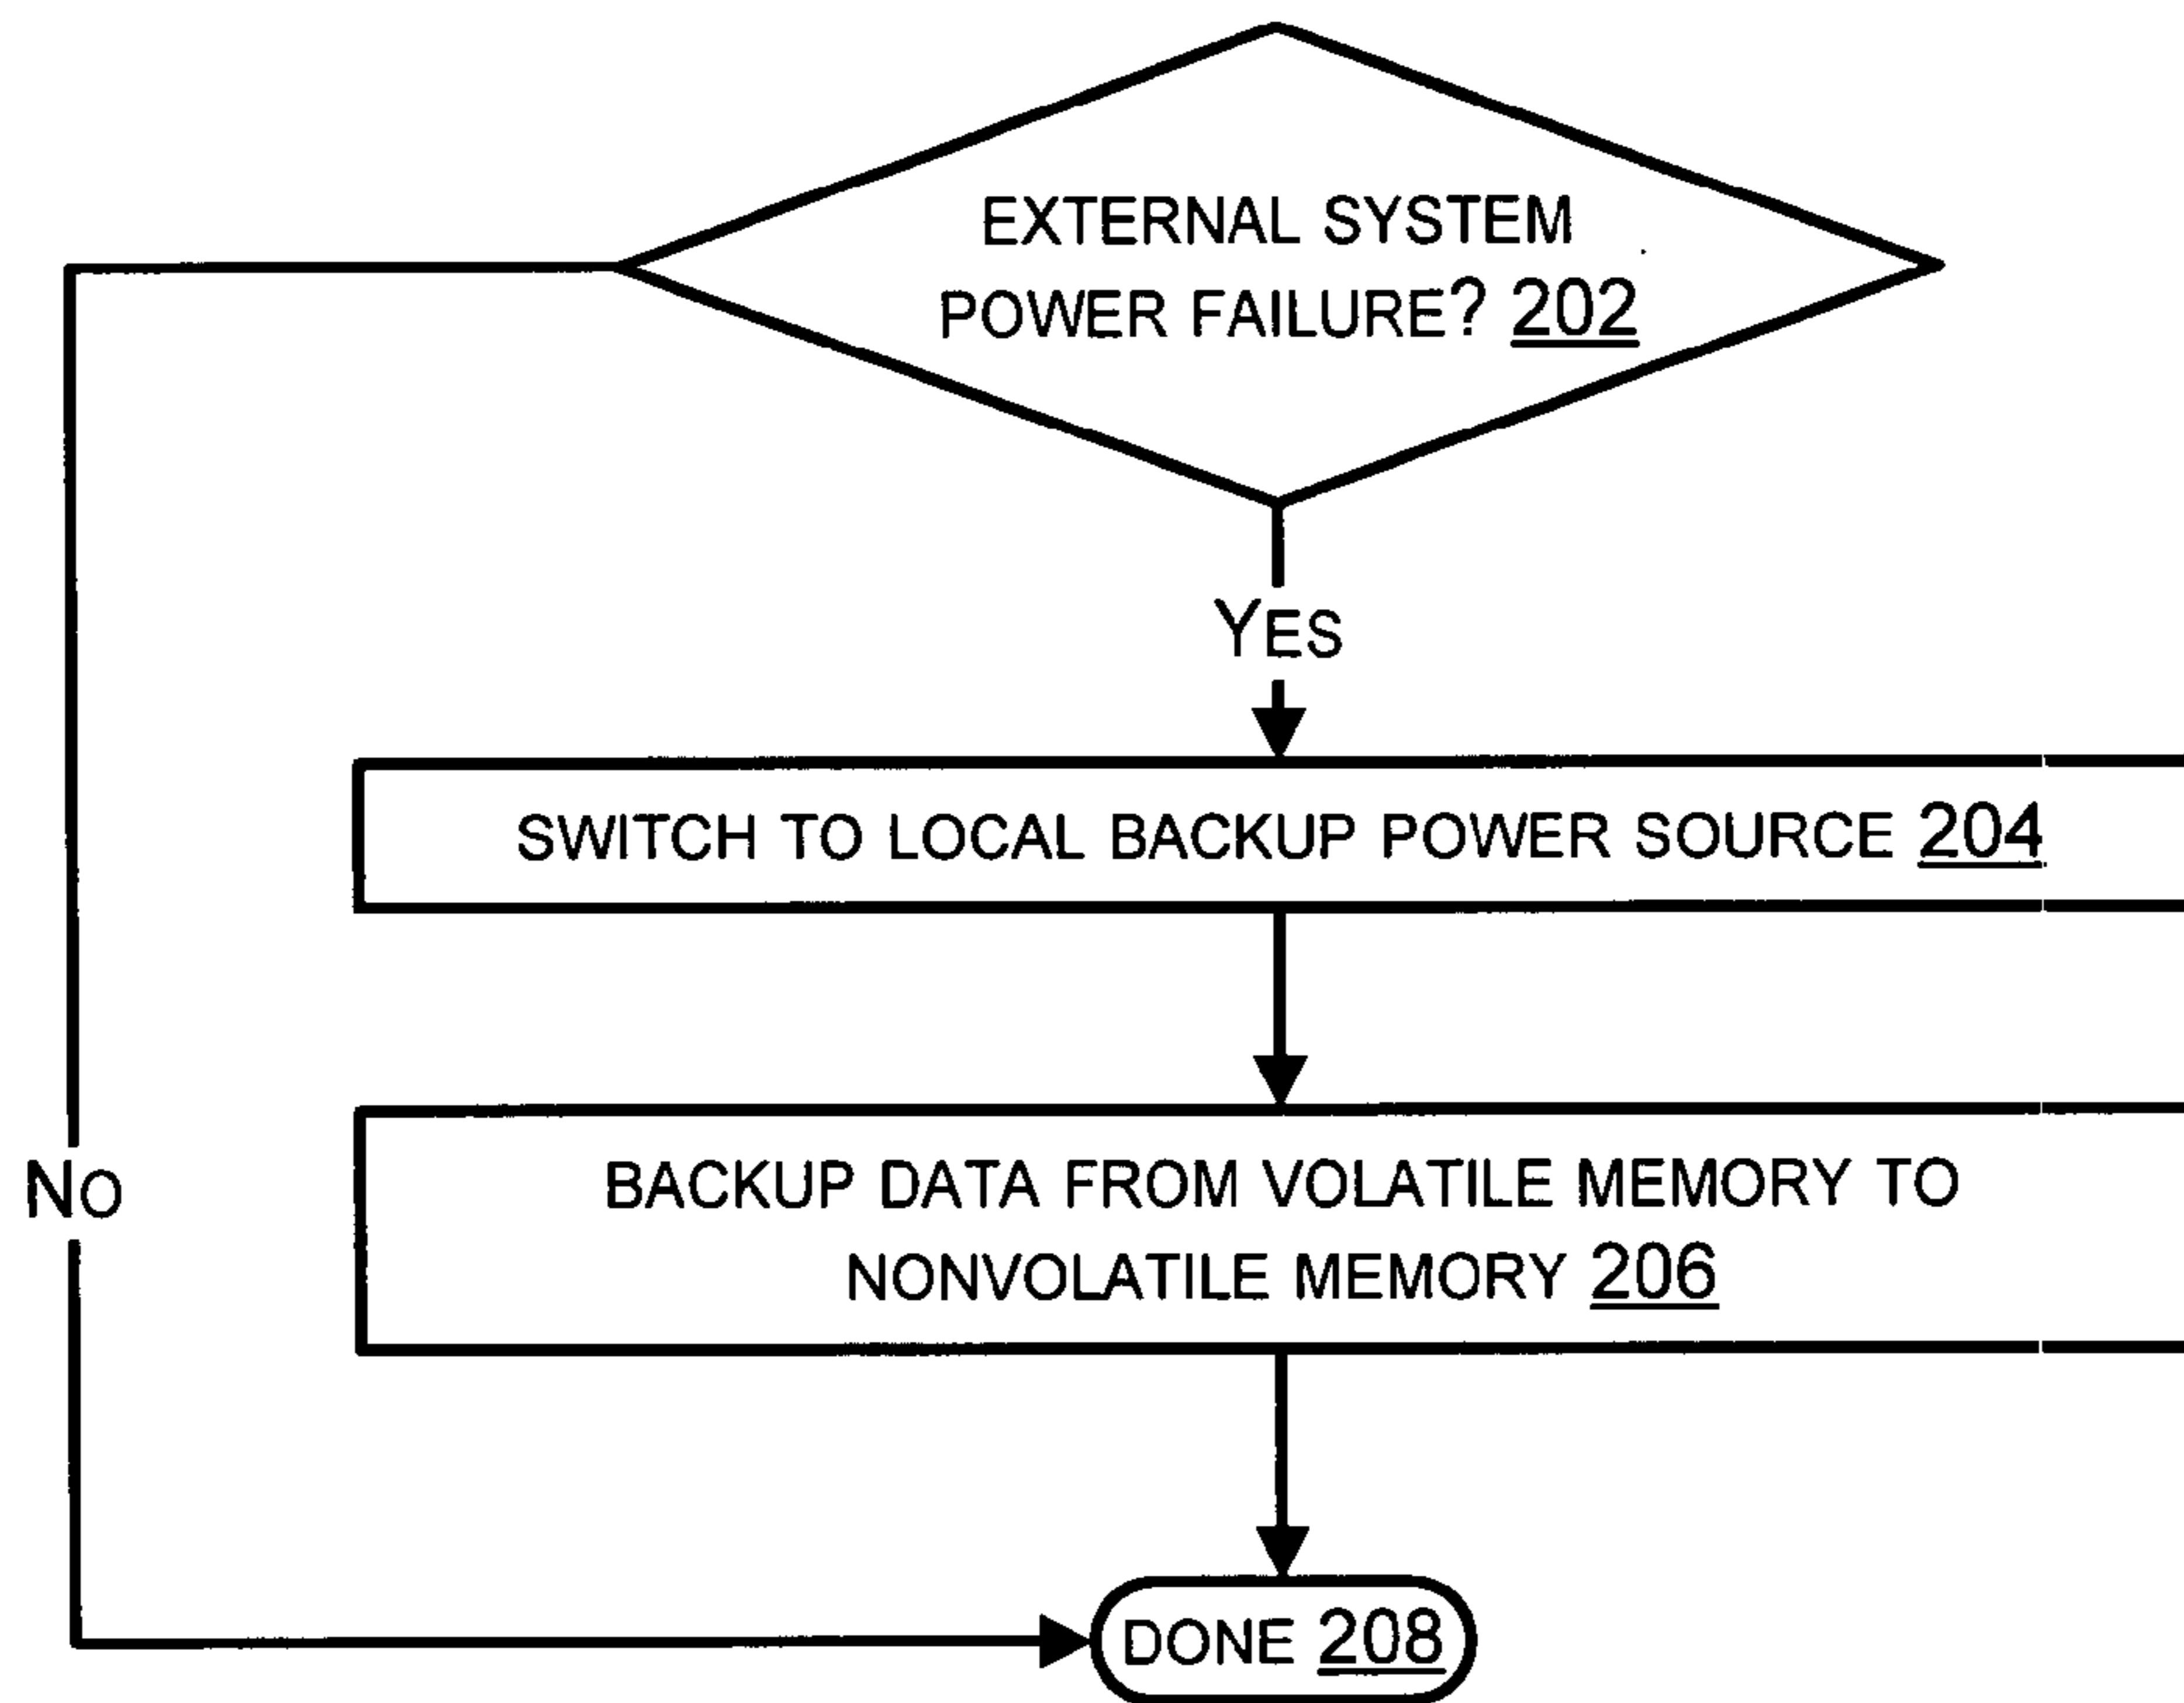 EXTERNAL SYSTEM
POWER FAILURE? 202
YES
SWITCH TO LOCAL BACKUP POWER SOURCE 204
BACKUP DATA FROM VOLATILE MEMORY TO
NONVOLATILE MEMORY 206
NO
DONE 208